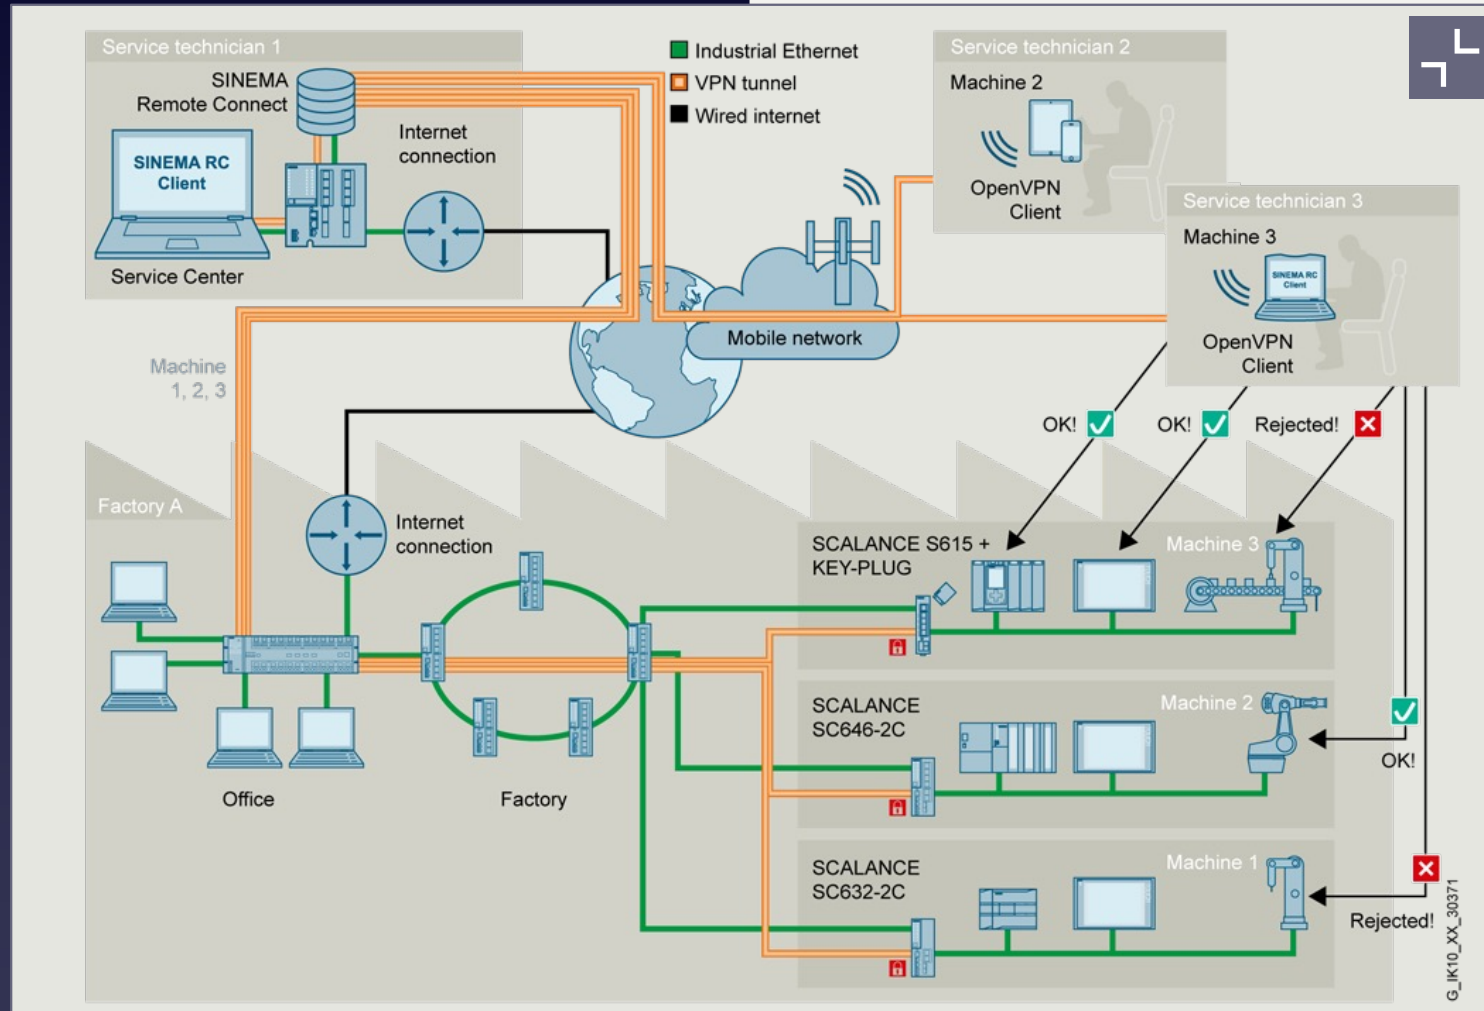 Service technician 1
SINEMA
Remote Connect
SINEMA RC
Client
Internet
connection
Service Center
Industrial Ethernet
VPN tunnel
Wired internet
Service technician 2
Machine 2
OpenVPN
Client
Service technician 3
Machine 3
SINEMA RC
Client
OpenVPN
Client
Mobile network
Machine
1, 2, 3
OK!
OK!
Rejected!
Factory A
Internet
connection
SCALANCE S615 +
KEY-PLUG
Machine 3
SCALANCE
SC646-2C
Machine 2
OK!
Office
Factory
SCALANCE
SC632-2C
Machine 1
Rejected!
G_IK10_XX_30371